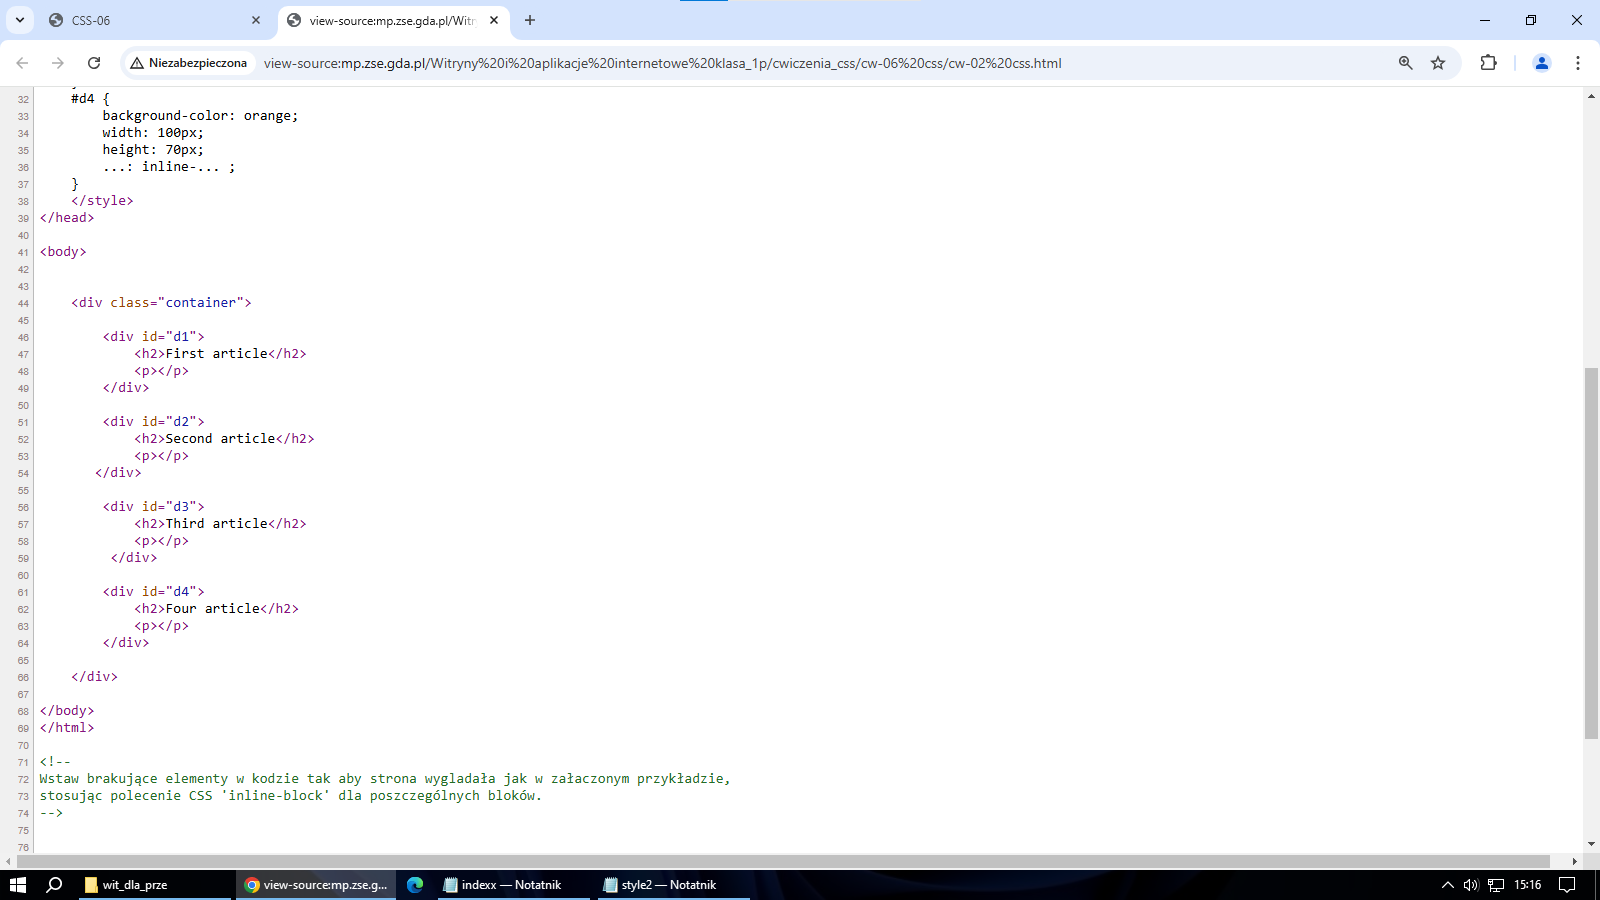 CSS-06
view-source:mp.zse.gda.pl/Witr
Niezabezpieczona
view-source:mp.zse.gda.pl/Witryny%20i%20aplikacje%20internetowe%20klasa_1p/cwiczenia_css/cw-06%20css/cw-02%20css.html
32 #d4 {
33 background-color: orange;
34 width: 100px;
35 height: 70px;
36 ...: inline-... ;
37 }
38 </style>
39 </head>
40
41 <body>
42
43
44 <div class="container">
45
46 <div id="d1">
47 <h2>First article</h2>
48 <p></p>
49 </div>
50
51 <div id="d2">
52 <h2>Second article</h2>
53 <p></p>
54 </div>
55
56 <div id="d3">
57 <h2>Third article</h2>
58 <p></p>
59 </div>
60
61 <div id="d4">
62 <h2>Four article</h2>
63 <p></p>
64 </div>
65
66 </div>
67
68 </body>
69 </html>
70
71 <!--
72 Wstaw brakujące elementy w kodzie tak aby strona wygladała jak w załaczonym przykładzie,
73 stosując polecenie CSS 'inline-block' dla poszczególnych bloków.
74 -->
75
76
wit_dla_prze
view-source:mp.zse.g...
indexx — Notatnik
style2 — Notatnik
15:16